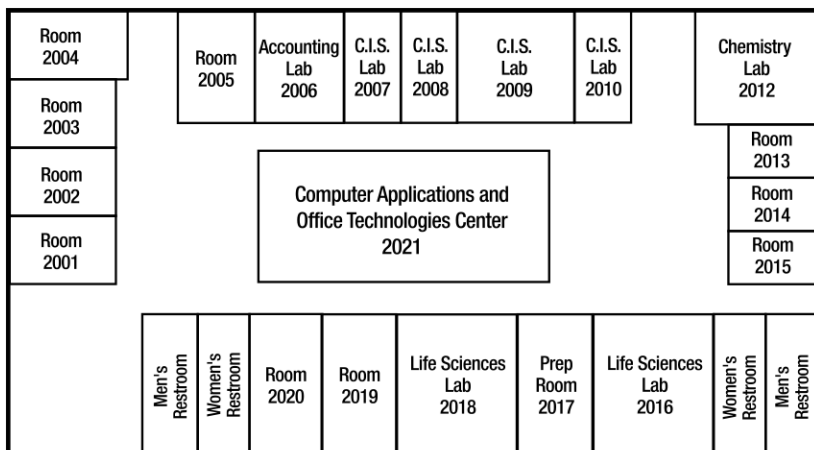 Room
2004
Room
2003
Room
2002
Room
2001
Room
2005
Accounting
Lab
2006
C.I.S.
Lab
2007
C.I.S.
Lab
2008
C.I.S.
Lab
2009
C.I.S.
Lab
2010
Chemistry
Lab
2012
Room
2013
Room
2014
Room
2015
Computer Applications and
Office Technologies Center
2021
Men's
Restroom
Women's
Restroom
Room
2020
Room
2019
Life Sciences
Lab
2018
Prep
Room
2017
Life Sciences
Lab
2016
Women's
Restroom
Men's
Restroom